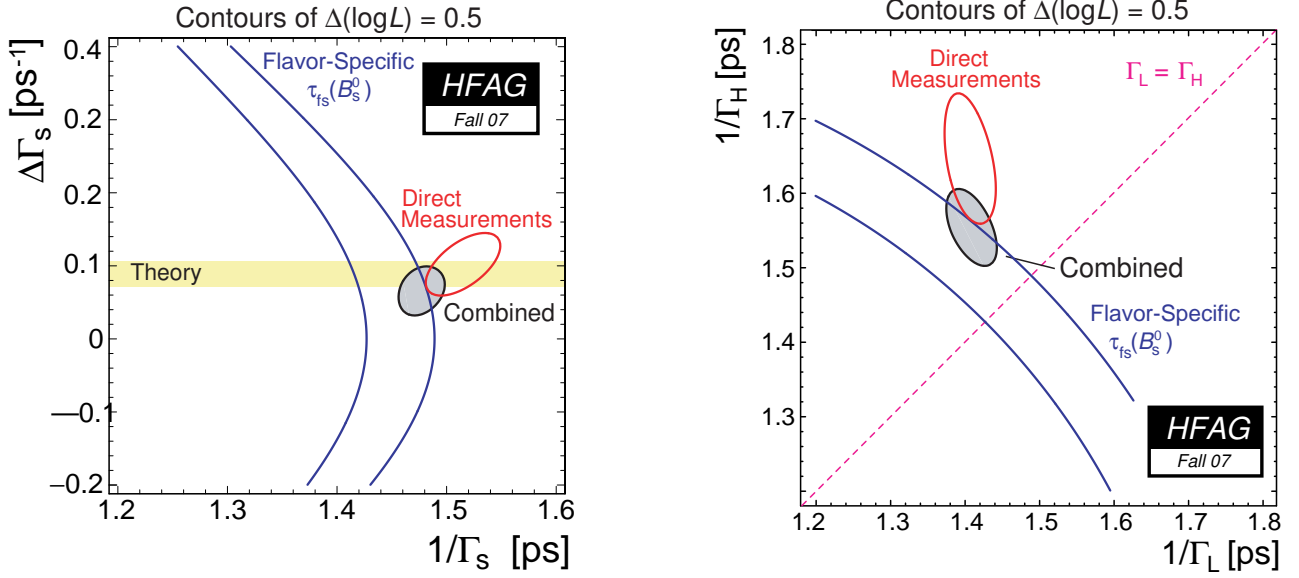 Contours of Δ(logL) = 0.5
ΔΓs [ps-1]
0.4
0.2
0.2
0.1
0
—0.1
−0.2
Flavor-Specific
τfs(B0s)
HFAG
Fall 07
Direct
Measurements
Theory
Combined
1.2
1.3
1.4
1.5
1.6
1/Γs [ps]
Contours of Δ(logL) = 0.5
1/ΓH [ps]
1.8
1.7
1.6
1.5
1.4
1.3
Direct
Measurements
ΓL = ΓH
Combined
Flavor-Specific
τfs(B0s)
HFAG
Fall 07
1.2
1.3
1.4
1.5
1.6
1.7
1.8
1/ΓL [ps]